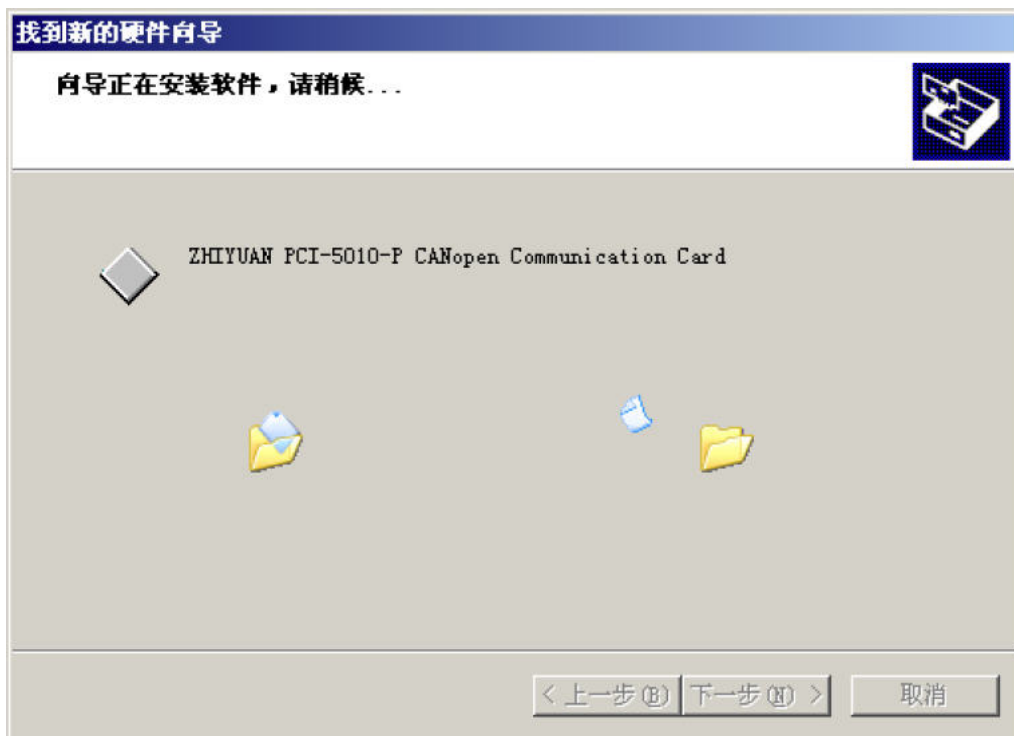 找到新的硬件向导
向导正在安装软件，请稍候...
ZHIYUAN PCI-5010-P CANopen Communication Card
< 上一步(B) 下一步(N) > 取消